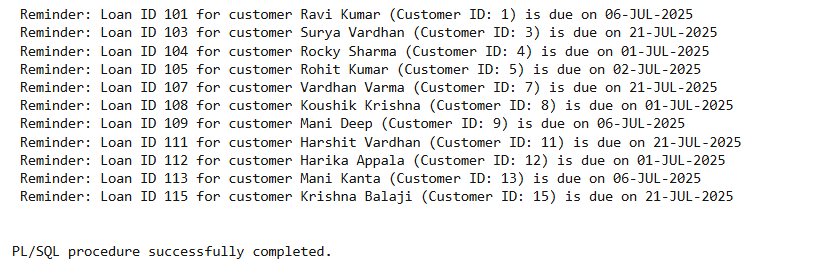 Reminder: Loan ID 101 for customer Ravi Kumar (Customer ID: 1) is due on 06-JUL-2025
Reminder: Loan ID 103 for customer Surya Vardhan (Customer ID: 3) is due on 21-JUL-2025
Reminder: Loan ID 104 for customer Rocky Sharma (Customer ID: 4) is due on 01-JUL-2025
Reminder: Loan ID 105 for customer Rohit Kumar (Customer ID: 5) is due on 02-JUL-2025
Reminder: Loan ID 107 for customer Vardhan Varma (Customer ID: 7) is due on 21-JUL-2025
Reminder: Loan ID 108 for customer Koushik Krishna (Customer ID: 8) is due on 01-JUL-2025
Reminder: Loan ID 109 for customer Mani Deep (Customer ID: 9) is due on 06-JUL-2025
Reminder: Loan ID 111 for customer Harshit Vardhan (Customer ID: 11) is due on 21-JUL-2025
Reminder: Loan ID 112 for customer Harika Appala (Customer ID: 12) is due on 01-JUL-2025
Reminder: Loan ID 113 for customer Mani Kanta (Customer ID: 13) is due on 06-JUL-2025
Reminder: Loan ID 115 for customer Krishna Balaji (Customer ID: 15) is due on 21-JUL-2025
PL/SQL procedure successfully completed.